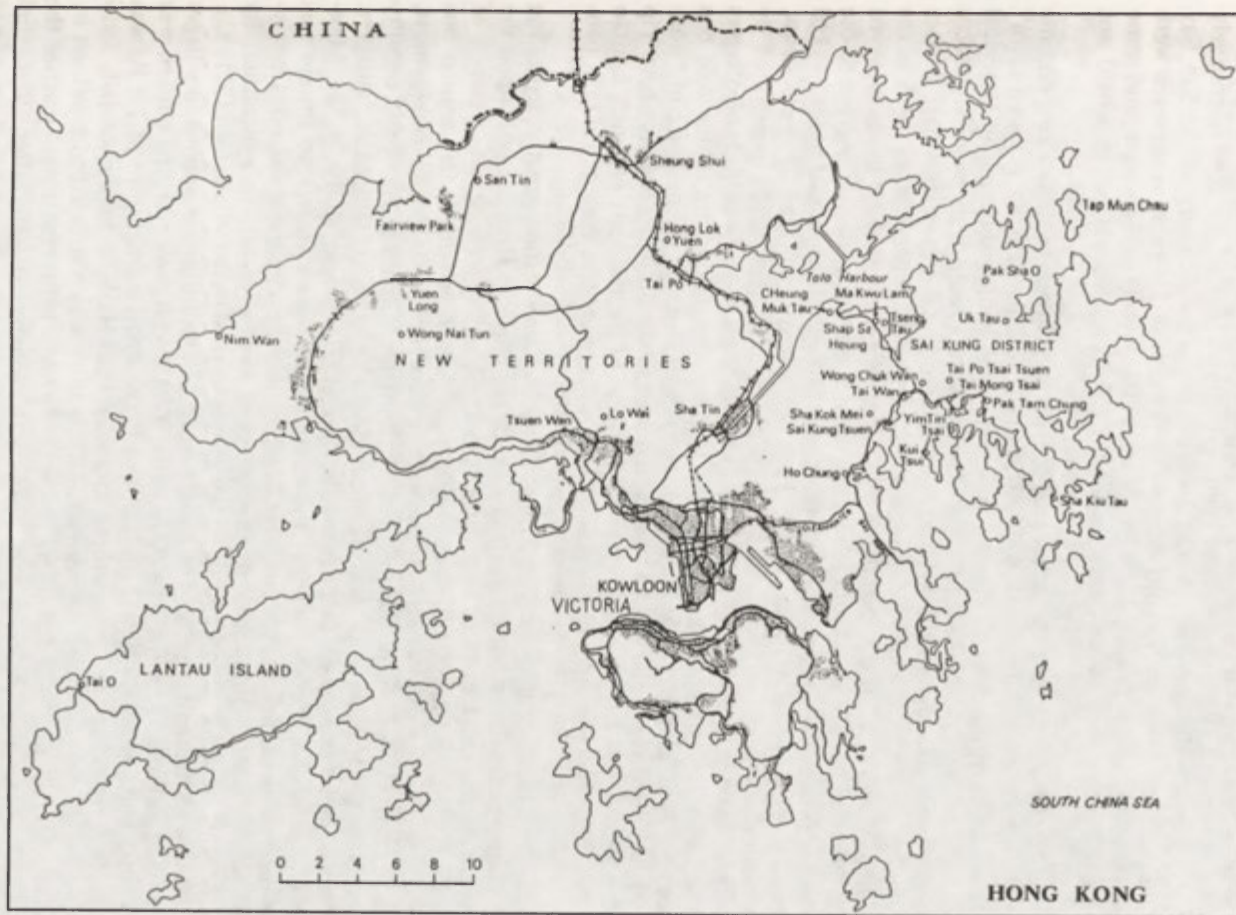 CHINA
Sheung Shui
San Tin
Fairview Park
Tap Mun Chau
Hong Lok
Yuen
Pak Sha O
Tolo Harbour
Tai Po
CHeung
Muk Tau
Ma Kwu Lam
Yuen
Long
Tseng
Tau
Uk Tau
Shap Sz
Heung
Nim Wan
Wong Nai Tun
SAI KUNG DISTRICT
NEW TERRITORIES
Tai Po Tsai Tsuen
Wong Chuk Wan
Tai Mong Tsai
Tai Wan
Pak Tam Chung
Lo Wai
Sha Tin
Sha Kok Mei
Tsuen Wan
Sai Kung Tsuen
Yim Tin
Tsai
Kui
Tsui
Ho Chung
Sha Kiu Tau
KOWLOON
VICTORIA
LANTAU ISLAND
Tai O
SOUTH CHINA SEA
0 2 4 6 8 10
HONG KONG